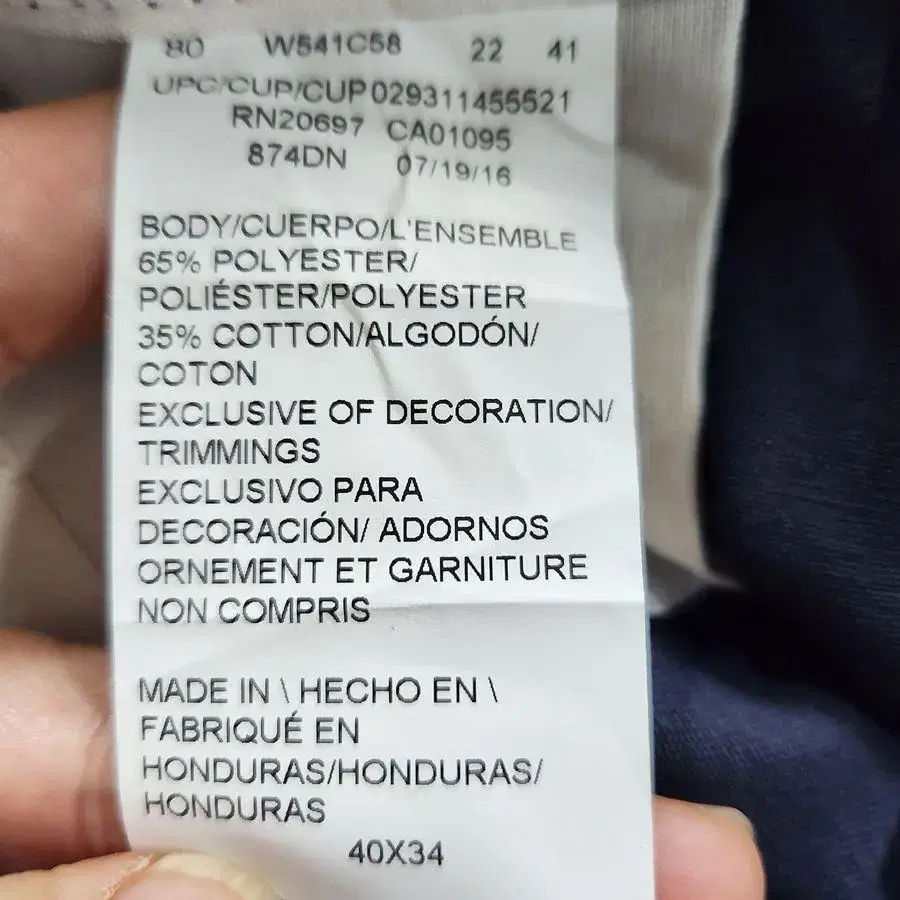 80 W541C58 22 41
UPC/CUP/CUP 029311455521
RN20697 CA01095
874DN 07/19/16
BODY/CUERPO/L'ENSEMBLE
65% POLYESTER/
POLIÉSTER/POLYESTER
35% COTTON/ALGODÓN/
COTON
EXCLUSIVE OF DECORATION/
TRIMMINGS
EXCLUSIVO PARA
DECORACIÓN/ ADORNOS
ORNEMENT ET GARNITURE
NON COMPRIS
MADE IN \ HECHO EN \
FABRIQUÉ EN
HONDURAS/HONDURAS/
HONDURAS
40X34